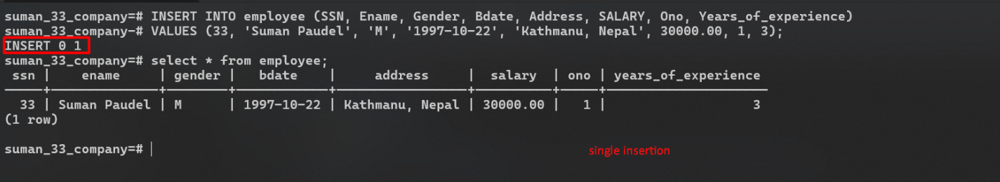 suman_33_company=# INSERT INTO employee (SSN, Ename, Gender, Bdate, Address, SALARY, Ono, Years_of_experience)
suman_33_company-# VALUES (33, 'Suman Paudel', 'M', '1997-10-22', 'Kathmanu, Nepal', 30000.00, 1, 3);
INSERT 0 1
suman_33_company=# select * from employee;
 ssn |    ename     | gender |   bdate    |     address     |  salary  | ono | years_of_experience
-----+--------------+--------+------------+-----------------+----------+-----+---------------------
  33 | Suman Paudel | M      | 1997-10-22 | Kathmanu, Nepal | 30000.00 |   1 |                   3
(1 row)
suman_33_company=#
single insertion